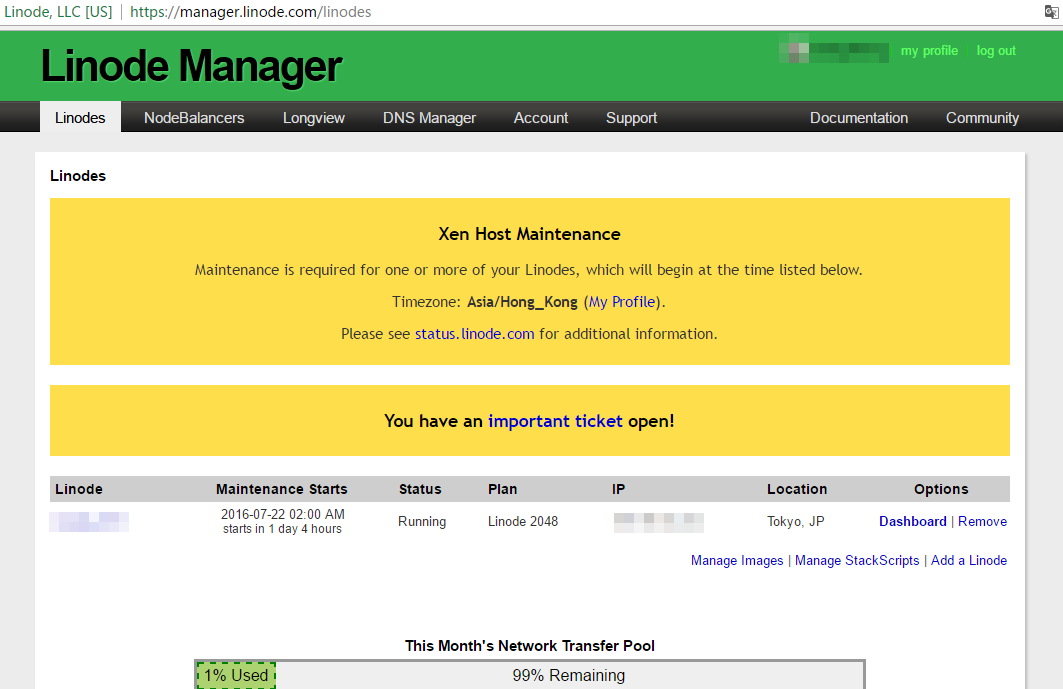 Linode, LLC [US] https://manager.linode.com/linodes
Linode Manager
my profile log out
Linodes NodeBalancers Longview DNS Manager Account Support Documentation Community
Linodes
Xen Host Maintenance
Maintenance is required for one or more of your Linodes, which will begin at the time listed below.
Timezone: Asia/Hong_Kong (My Profile).
Please see status.linode.com for additional information.
You have an important ticket open!
Linode Maintenance Starts Status Plan IP Location Options
2016-07-22 02:00 AM
starts in 1 day 4 hours
Running Linode 2048 Tokyo, JP Dashboard | Remove
Manage Images | Manage StackScripts | Add a Linode
This Month's Network Transfer Pool
1% Used 99% Remaining